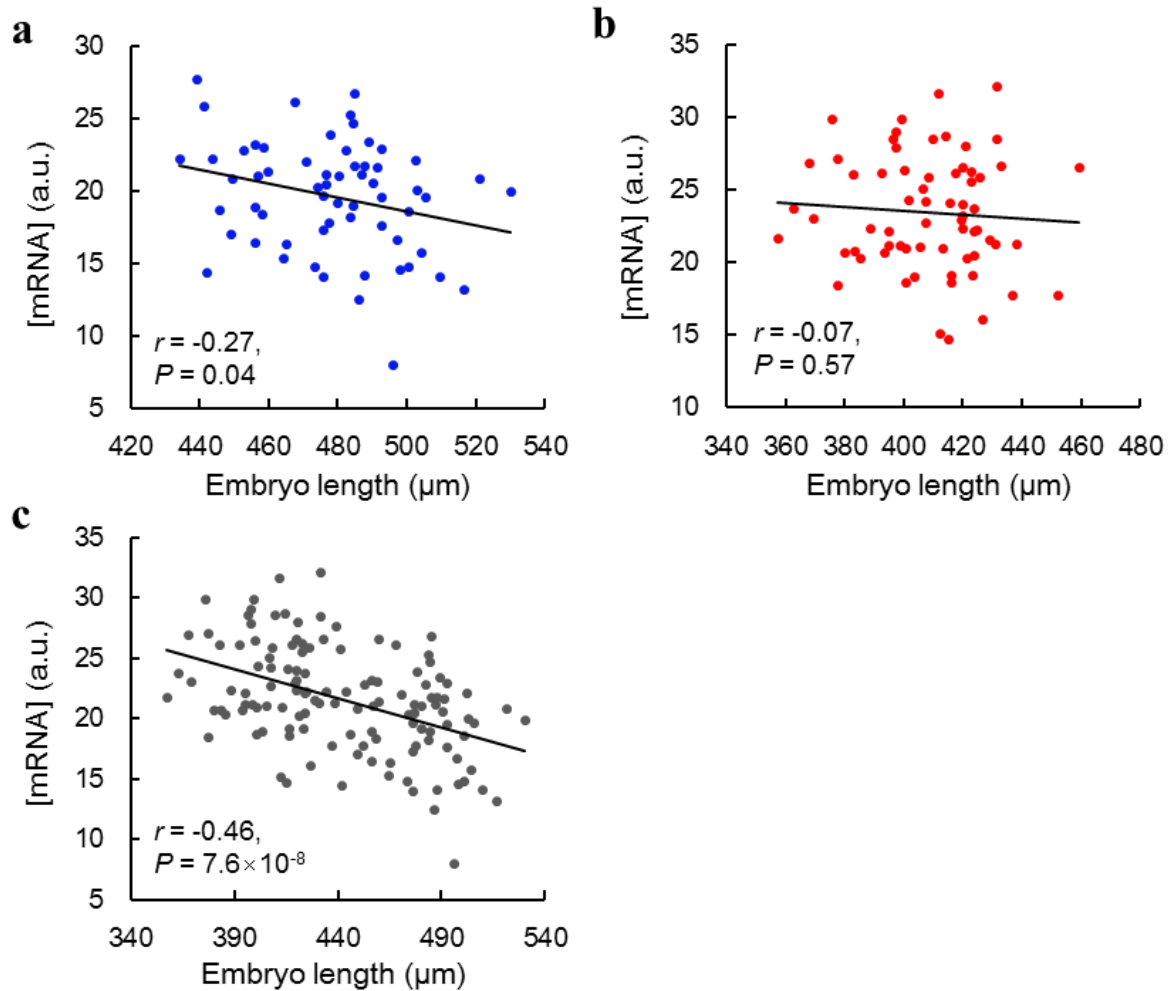 a
30
25
20
15
10
5
[mRNA] (a.u.)
r = -0.27,
P = 0.04
420 440 460 480 500 520 540
Embryo length (µm)
b
35
30
25
20
15
10
[mRNA] (a.u.)
r = -0.07,
P = 0.57
340 360 380 400 420 440 460 480
Embryo length (µm)
c
35
30
25
20
15
10
5
[mRNA] (a.u.)
r = -0.46,
P = 7.6×10⁻⁸
340 390 440 490 540
Embryo length (µm)